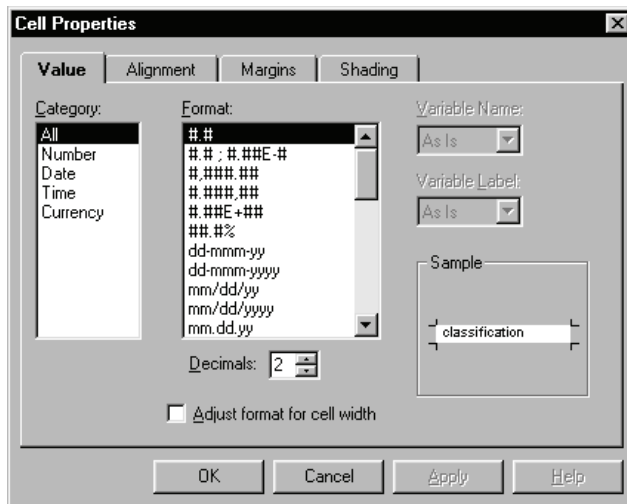 Cell Properties
Value Alignment Margins Shading
Category:
All
Number
Date
Time
Currency
Format:
#.#
#.# ; #.##E-#
#,###.##
#.###,##
#.##E+##
##.#%
dd-mmm-yy
dd-mmm-yyyy
mm/dd/yy
mm/dd/yyyy
mm.dd.yy
Decimals: 2
Adjust format for cell width
Variable Name:
As Is
Variable Label:
As Is
Sample
classification
OK Cancel Apply Help